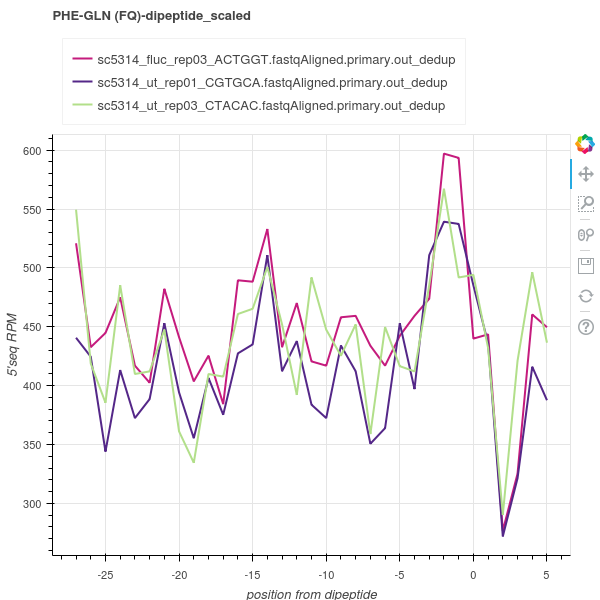 PHE-GLN (FQ)-dipeptide_scaled
sc5314_fluc_rep03_ACTGGT.fastqAligned.primary.out_dedup
sc5314_ut_rep01_CGTGCA.fastqAligned.primary.out_dedup
sc5314_ut_rep03_CTACAC.fastqAligned.primary.out_dedup
600
550
500
450
400
350
300
5'seq RPM
-25 -20 -15 -10 -5 0 5
position from dipeptide